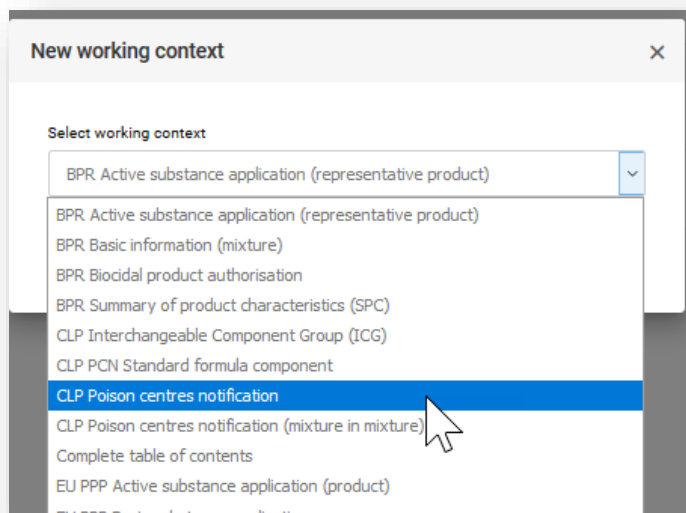 New working context
×
Select working context
BPR Active substance application (representative product)
BPR Active substance application (representative product)
BPR Basic information (mixture)
BPR Biocidal product authorisation
BPR Summary of product characteristics (SPC)
CLP Interchangeable Component Group (ICG)
CLP PCN Standard formula component
CLP Poison centres notification
CLP Poison centres notification (mixture in mixture)
Complete table of contents
EU PPP Active substance application (product)